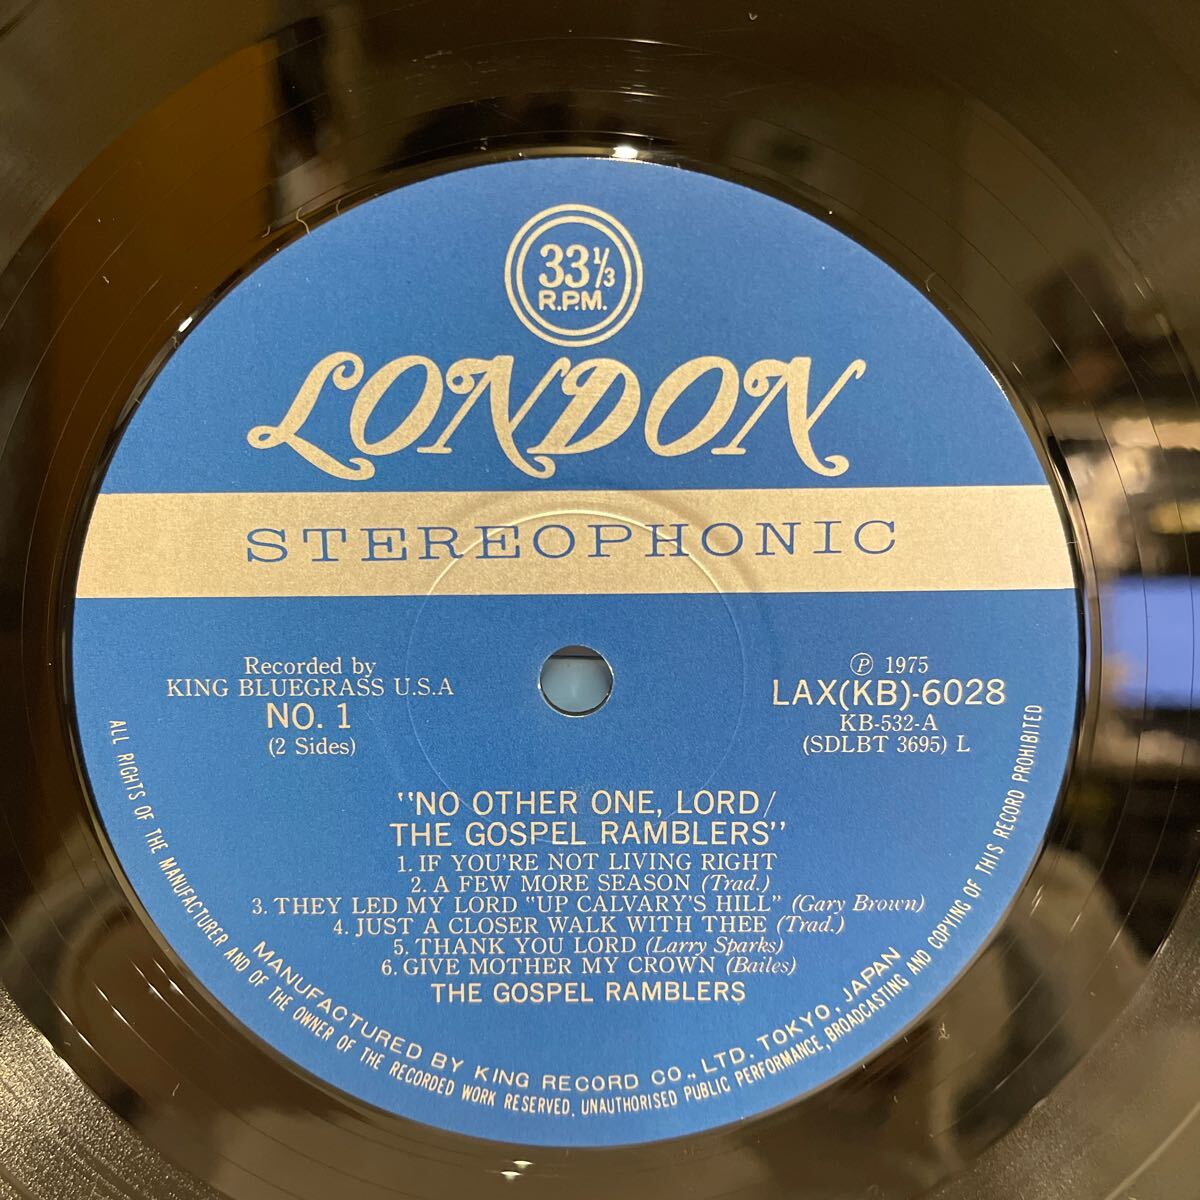 33⅓
R.P.M.
LONDON
STEREOPHONIC
Recorded by
KING BLUEGRASS U.S.A
NO. 1
(2 Sides)
Ⓟ 1975
LAX(KB)-6028
KB-532-A
(SDLBT 3695) L
"NO OTHER ONE, LORD/
THE GOSPEL RAMBLERS"
1. IF YOU'RE NOT LIVING RIGHT
2. A FEW MORE SEASON (Trad.)
3. THEY LED MY LORD "UP CALVARY'S HILL" (Gary Brown)
4. JUST A CLOSER WALK WITH THEE (Trad.)
5. THANK YOU LORD (Larry Sparks)
6. GIVE MOTHER MY CROWN (Bailes)
THE GOSPEL RAMBLERS
MANUFACTURED BY KING RECORD CO., LTD. TOKYO, JAPAN
ALL RIGHTS OF THE MANUFACTURER AND OF THE OWNER OF THE RECORDED WORK RESERVED, UNAUTHORISED PUBLIC PERFORMANCE, BROADCASTING AND COPYING OF THIS RECORD PROHIBITED